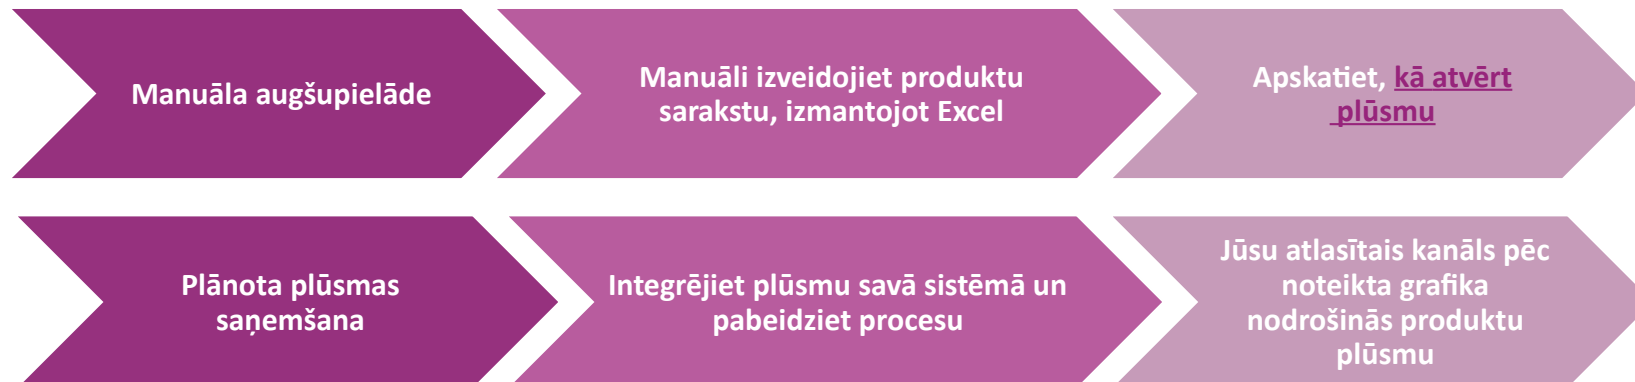 Manuāla augšupielāde
Manuāli izveidojiet produktu
sarakstu, izmantojot Excel
Apskatiet, kā atvērt
plūsmu
Plānota plūsmas
saņemšana
Integrējiet plūsmu savā sistēmā un
pabeidziet procesu
Jūsu atlasītais kanāls pēc
noteikta grafika
nodrošinās produktu
plūsmu